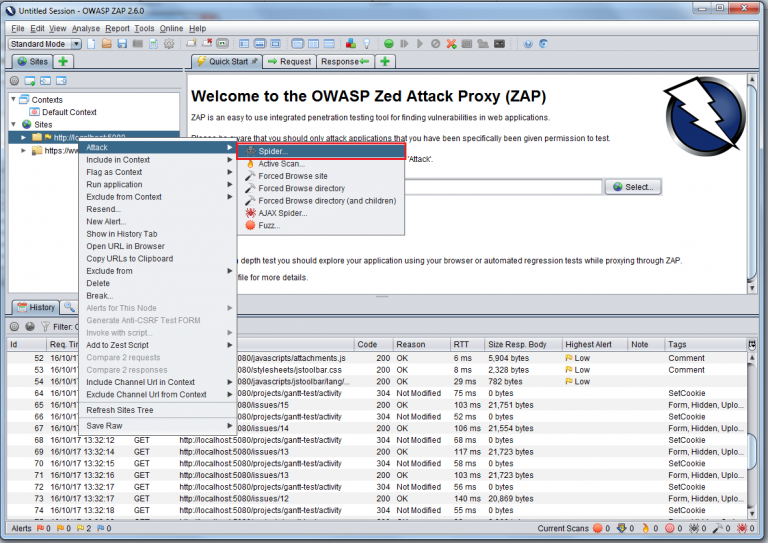 Untitled Session - OWASP ZAP 2.6.0
File Edit View Analyse Report Tools Online Help
Standard Mode
Sites
Quick Start
Request
Response
Contexts
Default Context
Sites
http://localhost:5080
https://ww
Welcome to the OWASP Zed Attack Proxy (ZAP)
ZAP is an easy to use integrated penetration testing tool for finding vulnerabilities in web applications.
Please be aware that you should only attack applications that you have been specifically been given permission to test.
'Attack'.
Select...
depth test you should explore your application using your browser or automated regression tests while proxying through ZAP.
file for more details.
Attack
Include in Context
Flag as Context
Run application
Exclude from Context
Resend...
New Alert...
Show in History Tab
Open URL in Browser
Copy URLs to Clipboard
Exclude from
Delete
Break...
Alerts for This Node
Generate Anti-CSRF Test FORM
Invoke with script...
Add to Zest Script
Compare 2 requests
Compare 2 responses
Include Channel Url in Context
Exclude Channel Url from Context
Refresh Sites Tree
Save Raw
Spider...
Active Scan...
Forced Browse site
Forced Browse directory
Forced Browse directory (and children)
AJAX Spider...
Fuzz...
History
Filter:
Id Req. Tim Code Reason RTT Size Resp. Body Highest Alert Note Tags
52 16/10/17 5080/javascripts/attachments.js 200 OK 6 ms 5,904 bytes Low Comment
53 16/10/17 5080/stylesheets/jstoolbar.css 200 OK 8 ms 2,328 bytes Low Comment
54 16/10/17 5080/javascripts/jstoolbar/lang/... 200 OK 29 ms 782 bytes Low
64 16/10/17 5080/projects/gantt-test/activity 304 Not Modified 75 ms 0 bytes SetCookie
65 16/10/17 5080/issues/15 200 OK 103 ms 21,751 bytes Form, Hidden, Uplo...
66 16/10/17 5080/projects/gantt-test/activity 304 Not Modified 52 ms 0 bytes SetCookie
67 16/10/17 5080/issues/14 200 OK 106 ms 21,554 bytes Form, Hidden, Uplo...
68 16/10/17 13:32:12 GET http://localhost:5080/projects/gantt-test/activity 304 Not Modified 68 ms 0 bytes SetCookie
69 16/10/17 13:32:14 GET http://localhost:5080/issues/13 200 OK 117 ms 21,723 bytes Form, Hidden, Uplo...
70 16/10/17 13:32:15 GET http://localhost:5080/projects/gantt-test/activity 304 Not Modified 58 ms 0 bytes SetCookie
71 16/10/17 13:32:16 GET http://localhost:5080/issues/13 200 OK 103 ms 21,723 bytes Form, Hidden, Uplo...
72 16/10/17 13:32:17 GET http://localhost:5080/projects/gantt-test/activity 304 Not Modified 56 ms 0 bytes SetCookie
73 16/10/17 13:32:17 GET http://localhost:5080/issues/12 200 OK 140 ms 20,869 bytes Form, Hidden, Uplo...
74 16/10/17 13:32:18 GET http://localhost:5080/projects/gantt-test/activity 304 Not Modified 55 ms 0 bytes SetCookie
Alerts 0 0 2 0 Current Scans 0 0 0 0 0 0 0